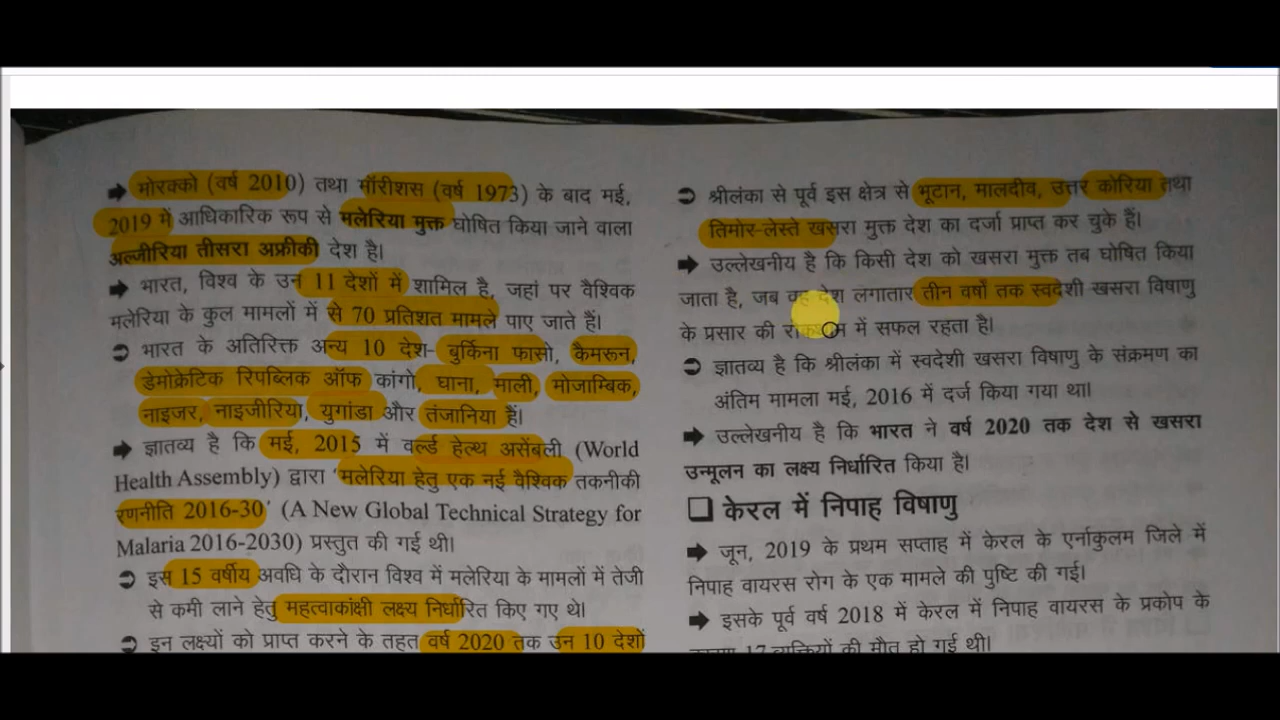 ➡ मोरक्को (वर्ष 2010) तथा मॉरीशस (वर्ष 1973) के बाद मई,
2019 में आधिकारिक रूप से मलेरिया मुक्त घोषित किया जाने वाला
अल्जीरिया तीसरा अफ्रीकी देश है।
➡ भारत, विश्व के उन 11 देशों में शामिल है, जहां पर वैश्विक
मलेरिया के कुल मामलों में से 70 प्रतिशत मामले पाए जाते हैं।
➲ भारत के अतिरिक्त अन्य 10 देश- बुर्किना फासो, कैमरून,
डेमोक्रेटिक रिपब्लिक ऑफ कांगो, घाना, माली, मोजाम्बिक,
नाइजर, नाइजीरिया, युगांडा और तंजानिया हैं।
➡ ज्ञातव्य है कि मई, 2015 में वर्ल्ड हेल्थ असेंबली (World
Health Assembly) द्वारा 'मलेरिया हेतु एक नई वैश्विक तकनीकी
रणनीति 2016-30' (A New Global Technical Strategy for
Malaria 2016-2030) प्रस्तुत की गई थी।
➲ इस 15 वर्षीय अवधि के दौरान विश्व में मलेरिया के मामलों में तेजी
से कमी लाने हेतु महत्वाकांक्षी लक्ष्य निर्धारित किए गए थे।
➲ इन लक्ष्यों को प्राप्त करने के तहत वर्ष 2020 तक उन 10 देशों
➲ श्रीलंका से पूर्व इस क्षेत्र से भूटान, मालदीव, उत्तर कोरिया तथा
तिमोर-लेस्ते खसरा मुक्त देश का दर्जा प्राप्त कर चुके हैं।
➡ उल्लेखनीय है कि किसी देश को खसरा मुक्त तब घोषित किया
जाता है, जब वह देश लगातार तीन वर्षों तक स्वदेशी खसरा विषाणु
के प्रसार की रोकथाम में सफल रहता है।
➲ ज्ञातव्य है कि श्रीलंका में स्वदेशी खसरा विषाणु के संक्रमण का
अंतिम मामला मई, 2016 में दर्ज किया गया था।
➡ उल्लेखनीय है कि भारत ने वर्ष 2020 तक देश से खसरा
उन्मूलन का लक्ष्य निर्धारित किया है।
❑ केरल में निपाह विषाणु
➡ जून, 2019 के प्रथम सप्ताह में केरल के एर्नाकुलम जिले में
निपाह वायरस रोग के एक मामले की पुष्टि की गई।
➡ इसके पूर्व वर्ष 2018 में केरल में निपाह वायरस के प्रकोप के
कारण 17 व्यक्तियों की मौत हो गई थी।